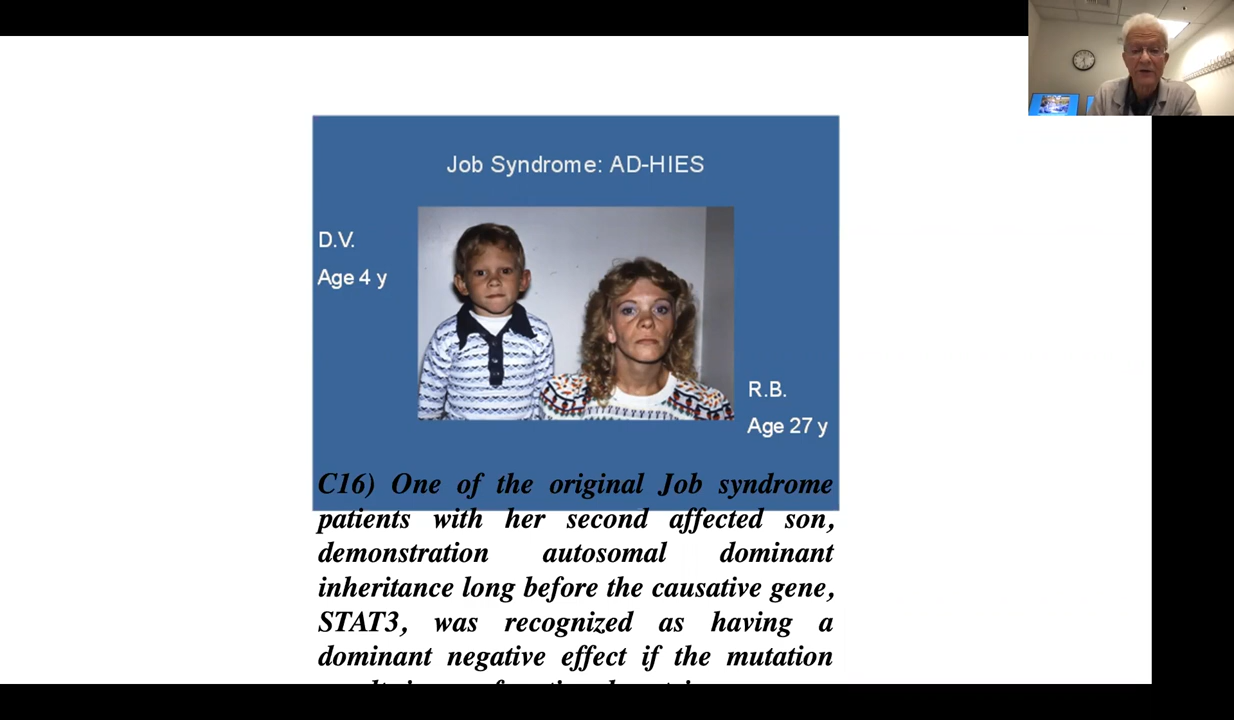 Job Syndrome: AD-HIES
D.V.
Age 4 y
R.B.
Age 27 y
C16) One of the original Job syndrome
patients with her second affected son,
demonstration autosomal dominant
inheritance long before the causative gene,
STAT3, was recognized as having a
dominant negative effect if the mutation